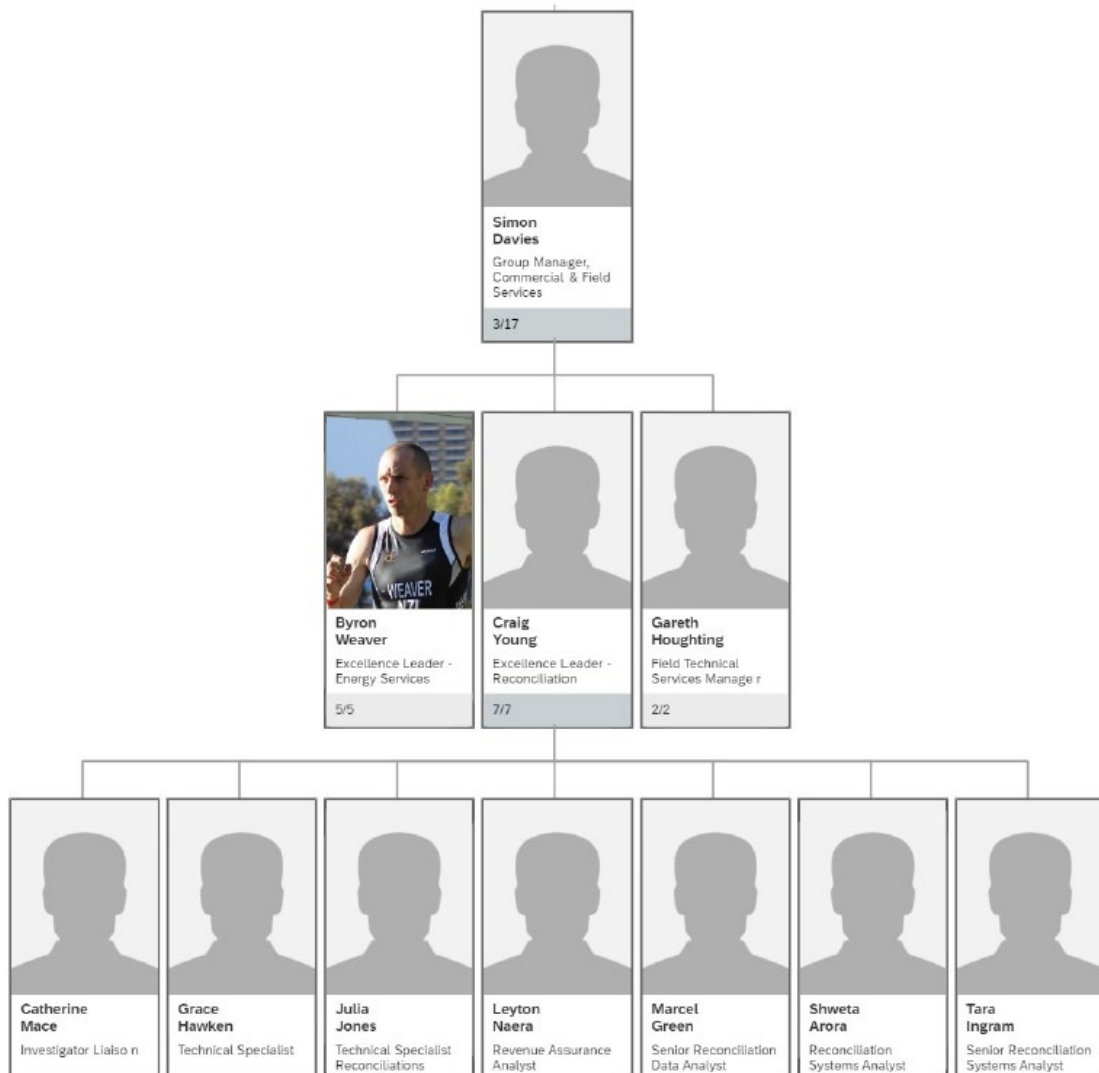 Simon
Davies
Group Manager,
Commercial & Field
Services
3/17
WEAVER
NZL
Byron
Weaver
Excellence Leader -
Energy Services
5/5
Craig
Young
Excellence Leader -
Reconciliation
7/7
Gareth
Houghting
Field Technical
Services Manage r
2/2
Catherine
Mace
Investigator Liaiso n
Grace
Hawken
Technical Specialist
Julia
Jones
Technical Specialist
Reconciliations
Leyton
Naera
Revenue Assurance
Analyst
Marcel
Green
Senior Reconciliation
Data Analyst
Shweta
Arora
Reconciliation
Systems Analyst
Tara
Ingram
Senior Reconciliation
Systems Analyst